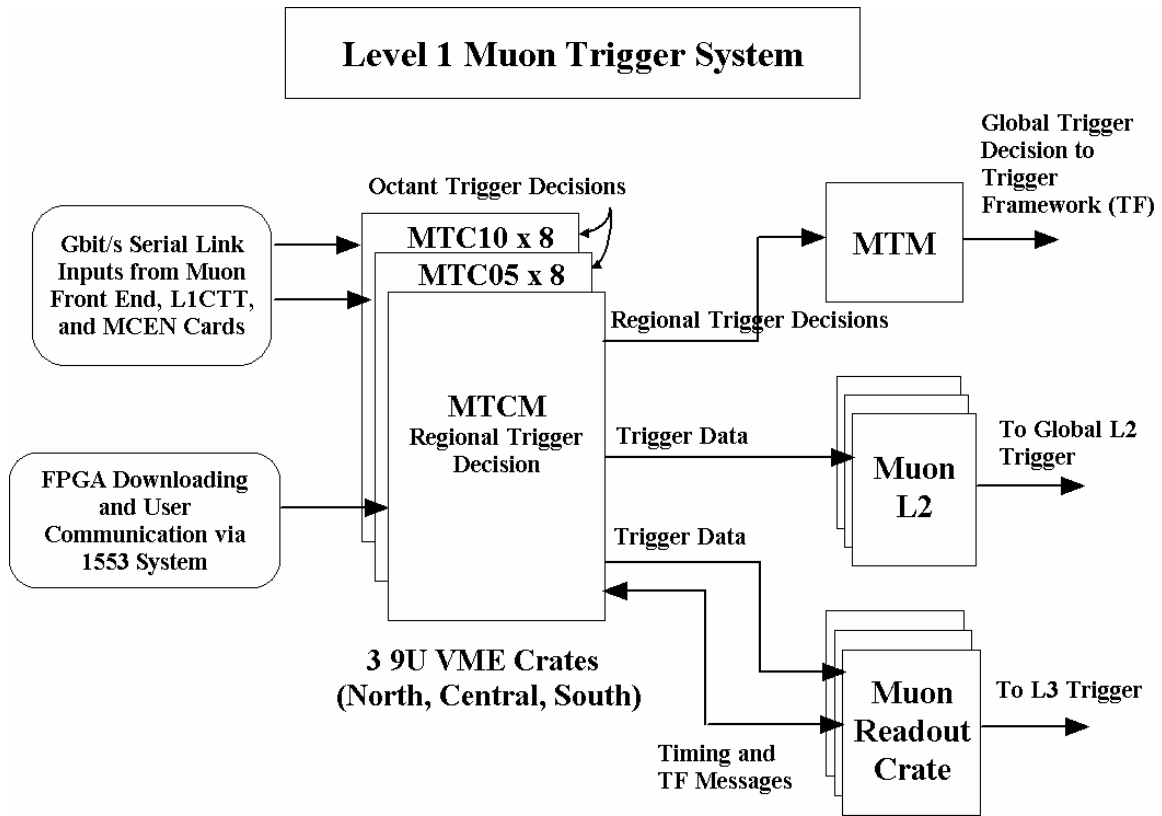 Level 1 Muon Trigger System
Global Trigger
Decision to
Trigger
Framework (TF)
Octant Trigger Decisions
Gbit/s Serial Link
Inputs from Muon
Front End, L1CTT,
and MCEN Cards
MTC10 x 8
MTC05 x 8
MTM
Regional Trigger Decisions
MTCM
Regional Trigger
Decision
Trigger Data
Muon
L2
To Global L2
Trigger
FPGA Downloading
and User
Communication via
1553 System
Trigger Data
3 9U VME Crates
(North, Central, South)
Muon
Readout
Crate
To L3 Trigger
Timing and
TF Messages